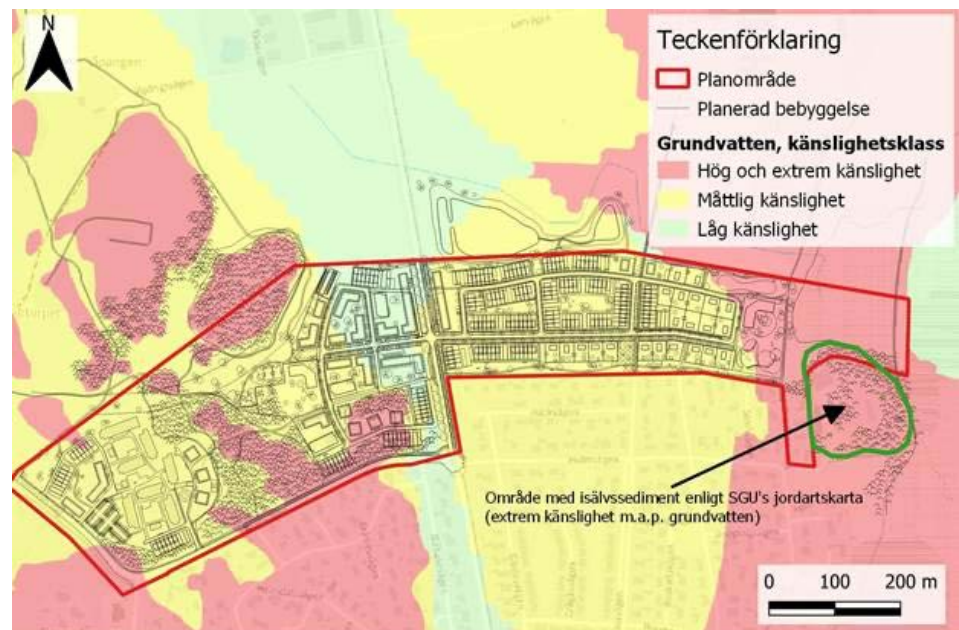 N
Teckenförklaring
Planområde
Planerad bebyggelse
Grundvatten, känslighetsklass
Hög och extrem känslighet
Måttlig känslighet
Låg känslighet
Område med isälvssediment enligt SGU's jordartskarta
(extrem känslighet m.a.p. grundvatten)
0 100 200 m